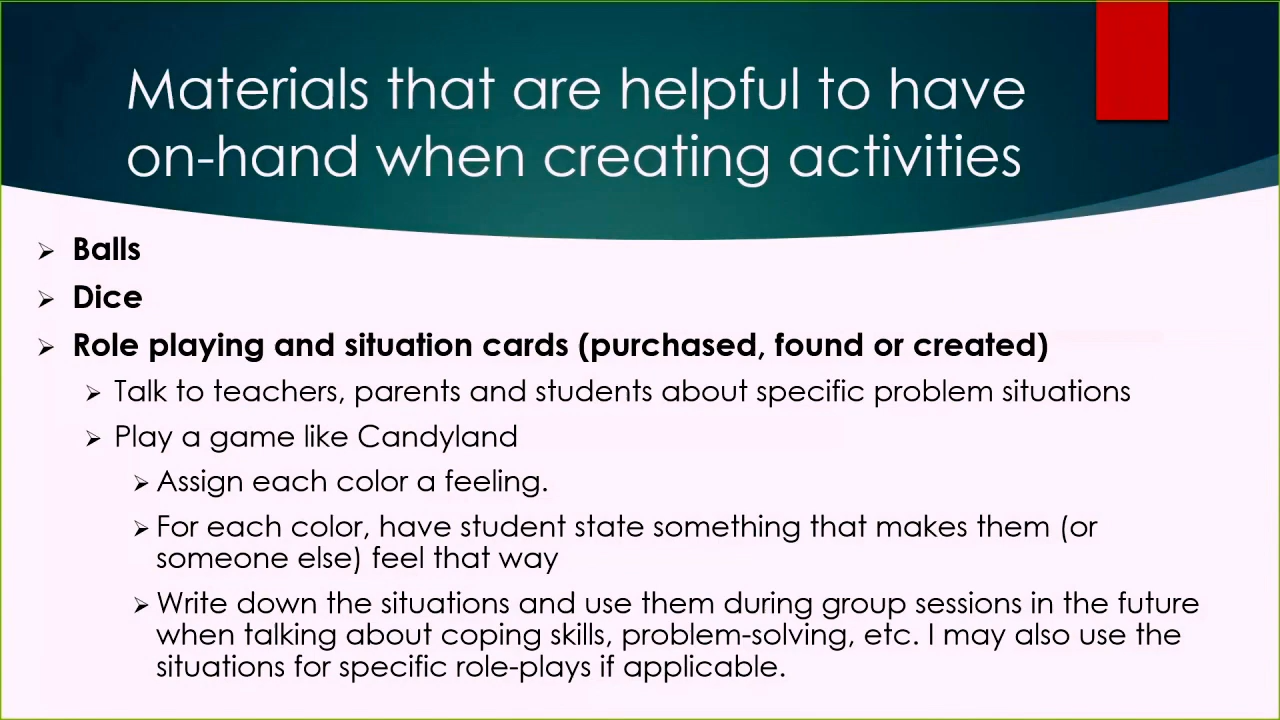 Materials that are helpful to have
on-hand when creating activities
➢ Balls
➢ Dice
➢ Role playing and situation cards (purchased, found or created)
➢ Talk to teachers, parents and students about specific problem situations
➢ Play a game like Candyland
➢ Assign each color a feeling.
➢ For each color, have student state something that makes them (or
someone else) feel that way
➢ Write down the situations and use them during group sessions in the future
when talking about coping skills, problem-solving, etc. I may also use the
situations for specific role-plays if applicable.